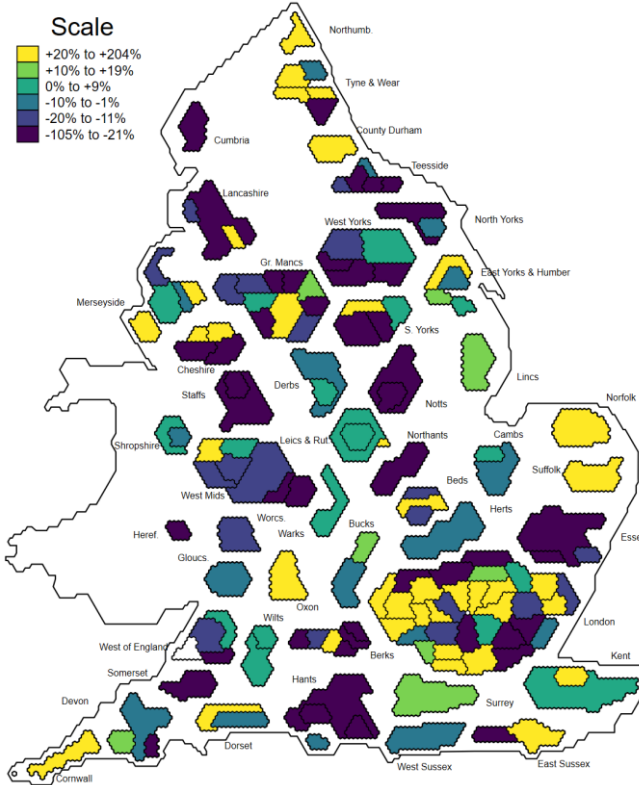 Scale
+20% to +204%
+10% to +19%
0% to +9%
-10% to -1%
-20% to -11%
-105% to -21%
Northumb.
Tyne & Wear
County Durham
Cumbria
Teesside
Lancashire
North Yorks
West Yorks
Gr. Mancs
East Yorks & Humber
Merseyside
S. Yorks
Cheshire
Lincs
Derbs
Staffs
Notts
Norfolk
Northants
Cambs
Leics & Rut
Shropshire
Suffolk
Beds
West Mids
Herts
Worcs.
Bucks
Heref.
Warks
Esse
Gloucs.
Oxon
London
Wilts
West of England
Berks
Kent
Somerset
Hants
Devon
Surrey
Dorset
West Sussex
East Sussex
Cornwall